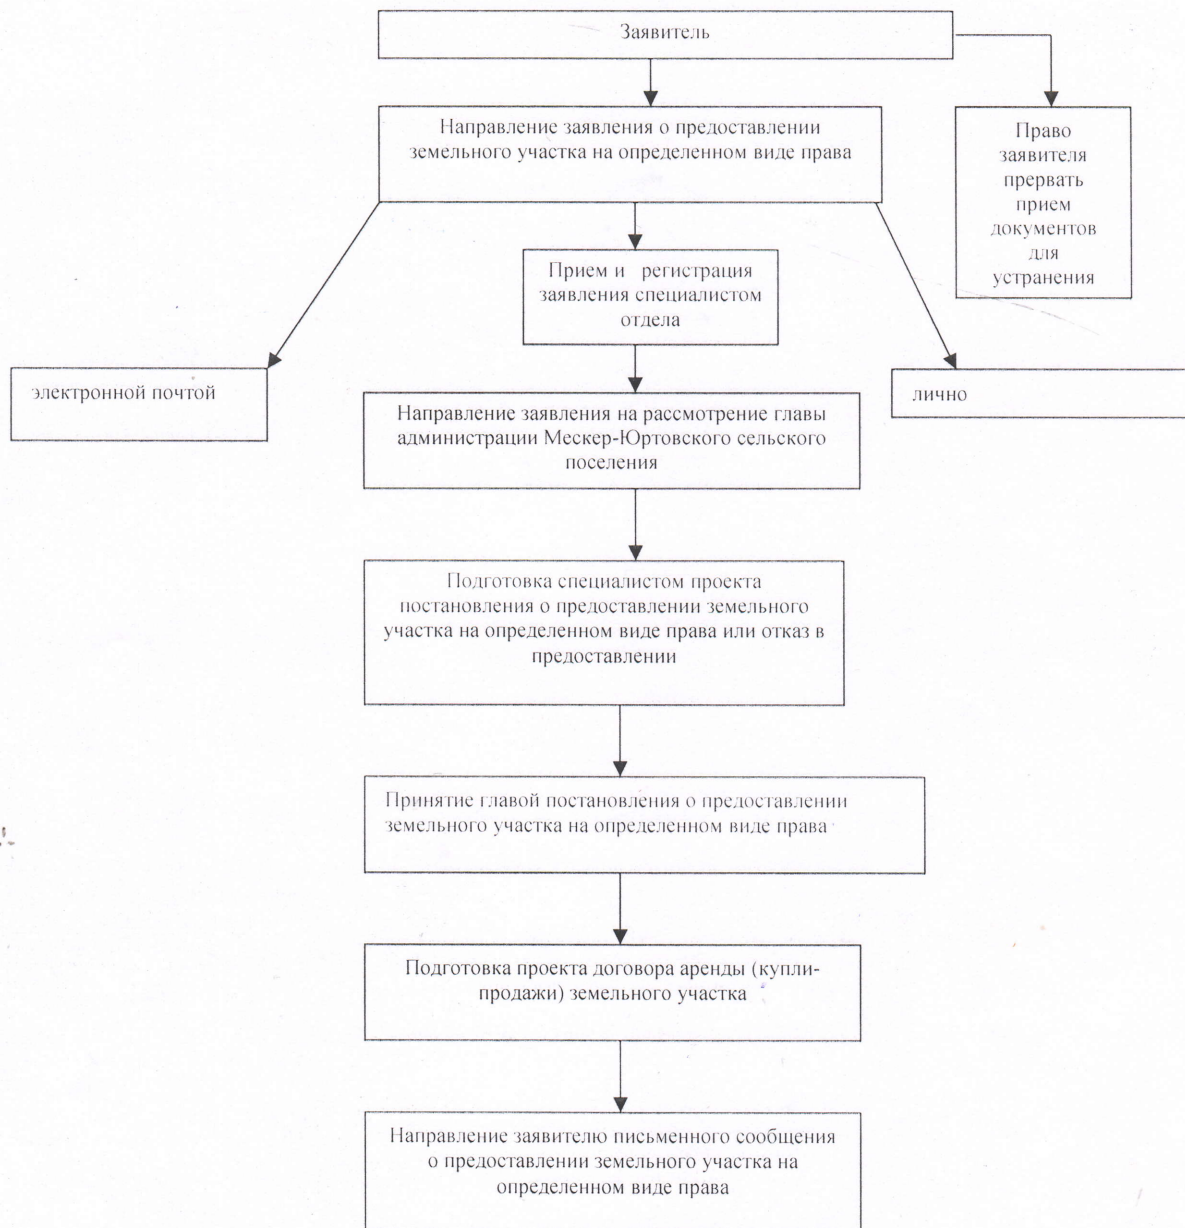 Заявитель
Направление заявления о предоставлении
земельного участка на определенном виде права
Право
заявителя
прервать
прием
документов
для
устранения
Прием и регистрация
заявления специалистом
отдела
электронной почтой
лично
Направление заявления на рассмотрение главы
администрации Мескер-Юртовского сельского
поселения
Подготовка специалистом проекта
постановления о предоставлении земельного
участка на определенном виде права или отказ в
предоставлении
Принятие главой постановления о предоставлении
земельного участка на определенном виде права
Подготовка проекта договора аренды (купли-
продажи) земельного участка
Направление заявителю письменного сообщения
о предоставлении земельного участка на
определенном виде права